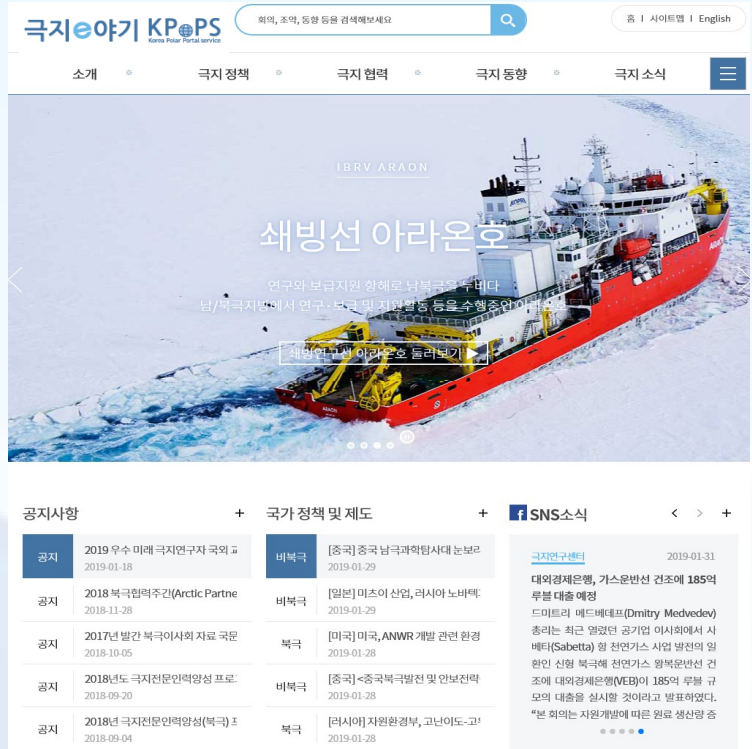 극지e야기 KPoPS
Korea Polar Portal service
회의, 조약, 동향 등을 검색해보세요
홈 I 사이트맵 I English
소개
극지 정책
극지 협력
극지 동향
극지 소식
IBRV ARAON
쇄빙선 아라온호
연구와 보급지원 항해로 남북극을 누비다
남/북극지방에서 연구·보급 및 지원활동 등을 수행주인 아라온호
쇄빙연구선 아라온호 둘러보기 ▶
ARAON
ARAON
공지사항 +
공지 2019 우수 미래 극지연구자 국외
2019-01-18
공지 2018 북극협력주간(Arctic Partne
2018-11-28
공지 2017년 발간 북극이사회 자료 국문
2018-10-05
공지 2018년도 극지전문인력양성 프로
2018-09-20
공지 2018년 극지전문인력양성(북극)
2018-09-04
국가 정책 및 제도 +
비북극 [중국] 중국 남극과학탐사대 눈보라
2019-01-29
비북극 [일본] 미츠이 산업, 러시아 노바텍
2019-01-29
북극 [미국] 미국, ANWR 개발 관련 환경
2019-01-28
비북극 [중국] <중국북극발전 및 안보전략
2019-01-28
북극 [러시아] 자원환경부, 고난이도-고
2019-01-28
f SNS소식 < > +
극지연구센터 2019-01-31
대외경제은행, 가스운반선 건조에 185억
루블 대출 예정
드미트리 메드베데프(Dmitry Medvedev)
총리는 최근 열렸던 공기업 이사회에서 사
베타(Sabetta) 항 천연가스 사업 발전의 일
환인 신형 북극해 천연가스 왕복운반선 건
조에 대외경제은행(VEB)이 185억 루블 규
모의 대출을 실시할 것이라고 발표하였다.
“본 회의는 자원개발에 따른 원료 생산량 증